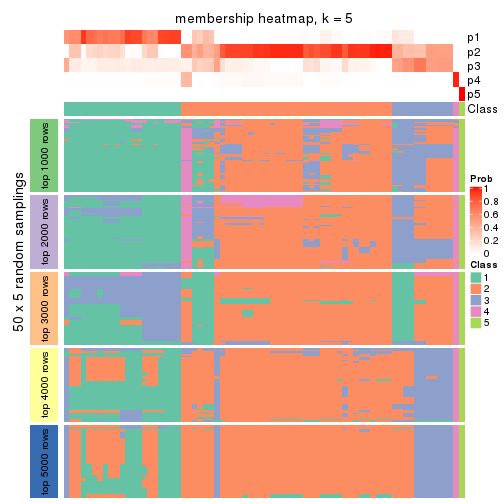 membership heatmap, k = 5
p1
p2
p3
p4
p5
Class
50 x 5 random samplings
top 1000 rows
top 2000 rows
top 3000 rows
top 4000 rows
top 5000 rows
Prob
1
0.8
0.6
0.4
0.2
0
Class
1
2
3
4
5